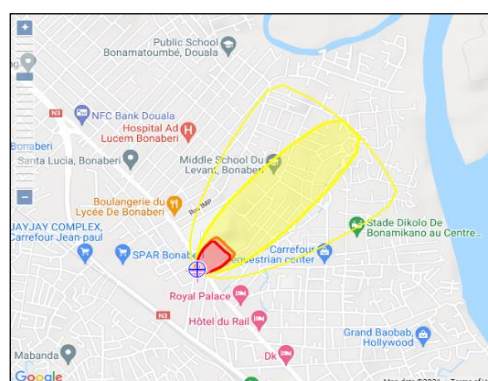 Public School
Bonamatoumbé, Douala
N3
NFC Bank Douala
Hospital Ad
Lucem Bonaberi
Bonaberi
Santa Lucia, Bonaberi
Middle School Du
Levant, Bonaberi
Boulangerie du
Lycée De Bonaberi
JAYJAY COMPLEX,
Carrefour Jean-paul
SPAR Bonaberi
Stade Dikolo De
Bonamikano au Centre...
Carrefour
equestrian center
Royal Palace
N3
Hôtel du Rail
Grand Baobab,
Hollywood
Mabanda
Dk
Google